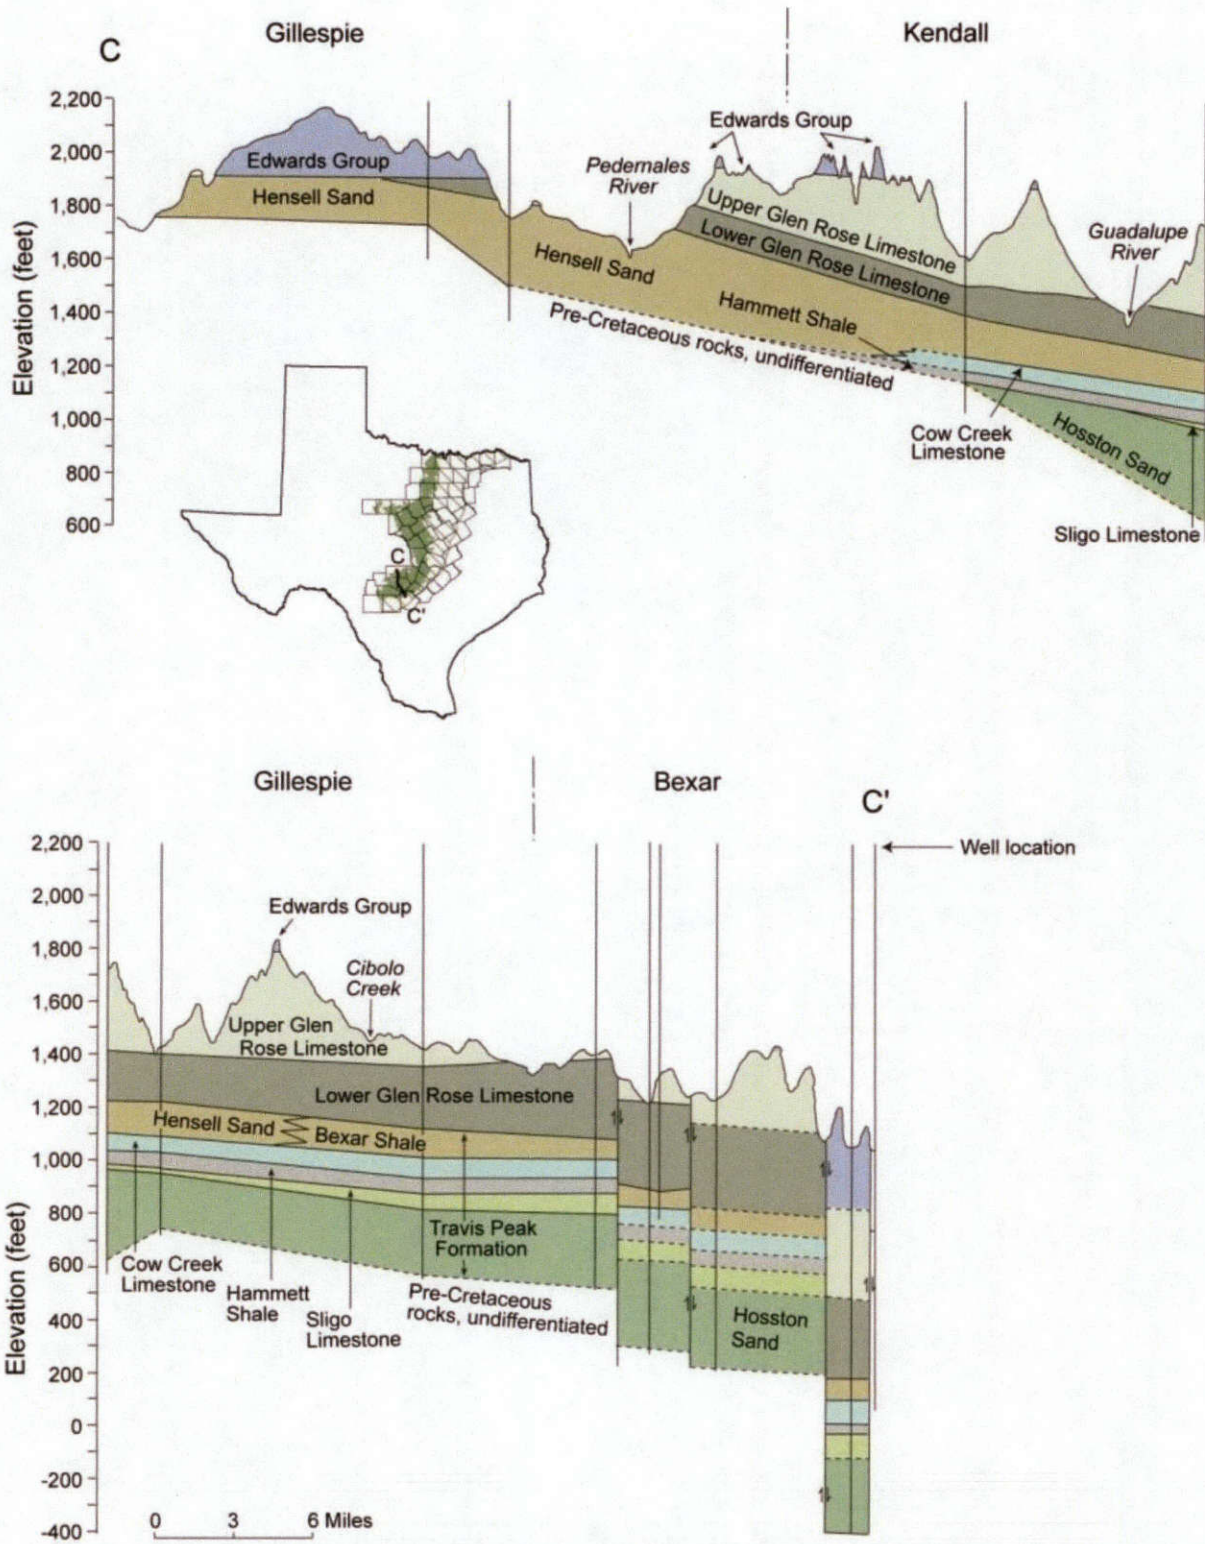 Gillespie
Kendall
C
2,200
2,000
1,800
1,600
1,400
1,200
1,000
800
600
Elevation (feet)
Edwards Group
Hensell Sand
Pedernales
River
Edwards Group
Upper Glen Rose Limestone
Lower Glen Rose Limestone
Hensell Sand
Hammett Shale
Pre-Cretaceous rocks, undifferentiated
Guadalupe
River
Cow Creek
Limestone
Hosston Sand
Sligo Limestone
C
C'
Gillespie
Bexar
C'
Well location
2,200
2,000
1,800
1,600
1,400
1,200
1,000
800
600
400
200
0
-200
-400
Elevation (feet)
Edwards Group
Cibolo
Creek
Upper Glen
Rose Limestone
Lower Glen Rose Limestone
Hensell Sand
Bexar Shale
Travis Peak
Formation
Cow Creek
Limestone
Hammett
Shale
Sligo
Limestone
Pre-Cretaceous
rocks, undifferentiated
Hosston
Sand
0 3 6 Miles